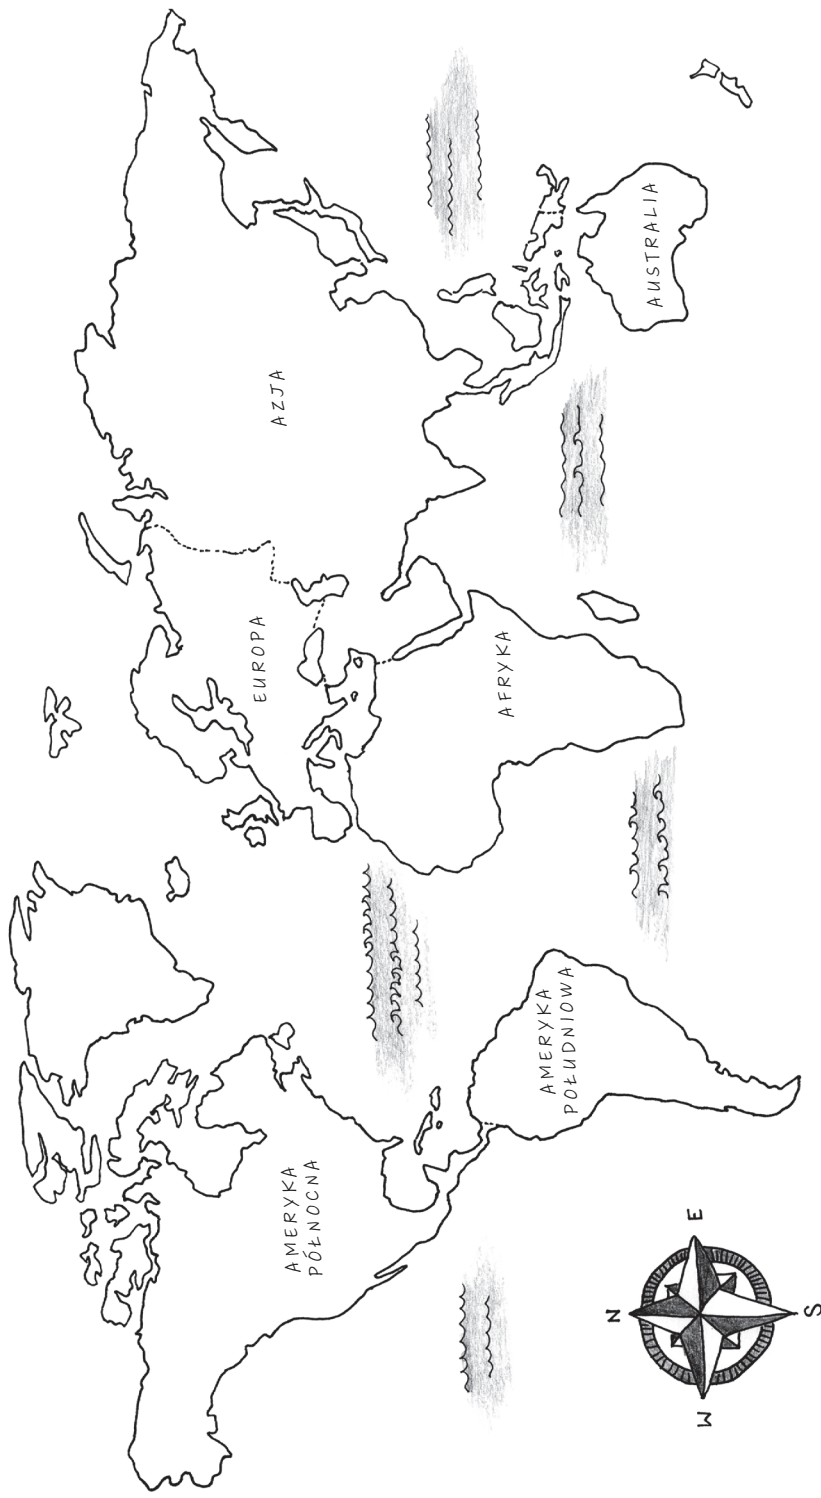 AMERYKA
PÓŁNOCNA
AMERYKA
POŁUDNIOWA
EUROPA
AFRYKA
AZJA
AUSTRALIA
N
W
E
S